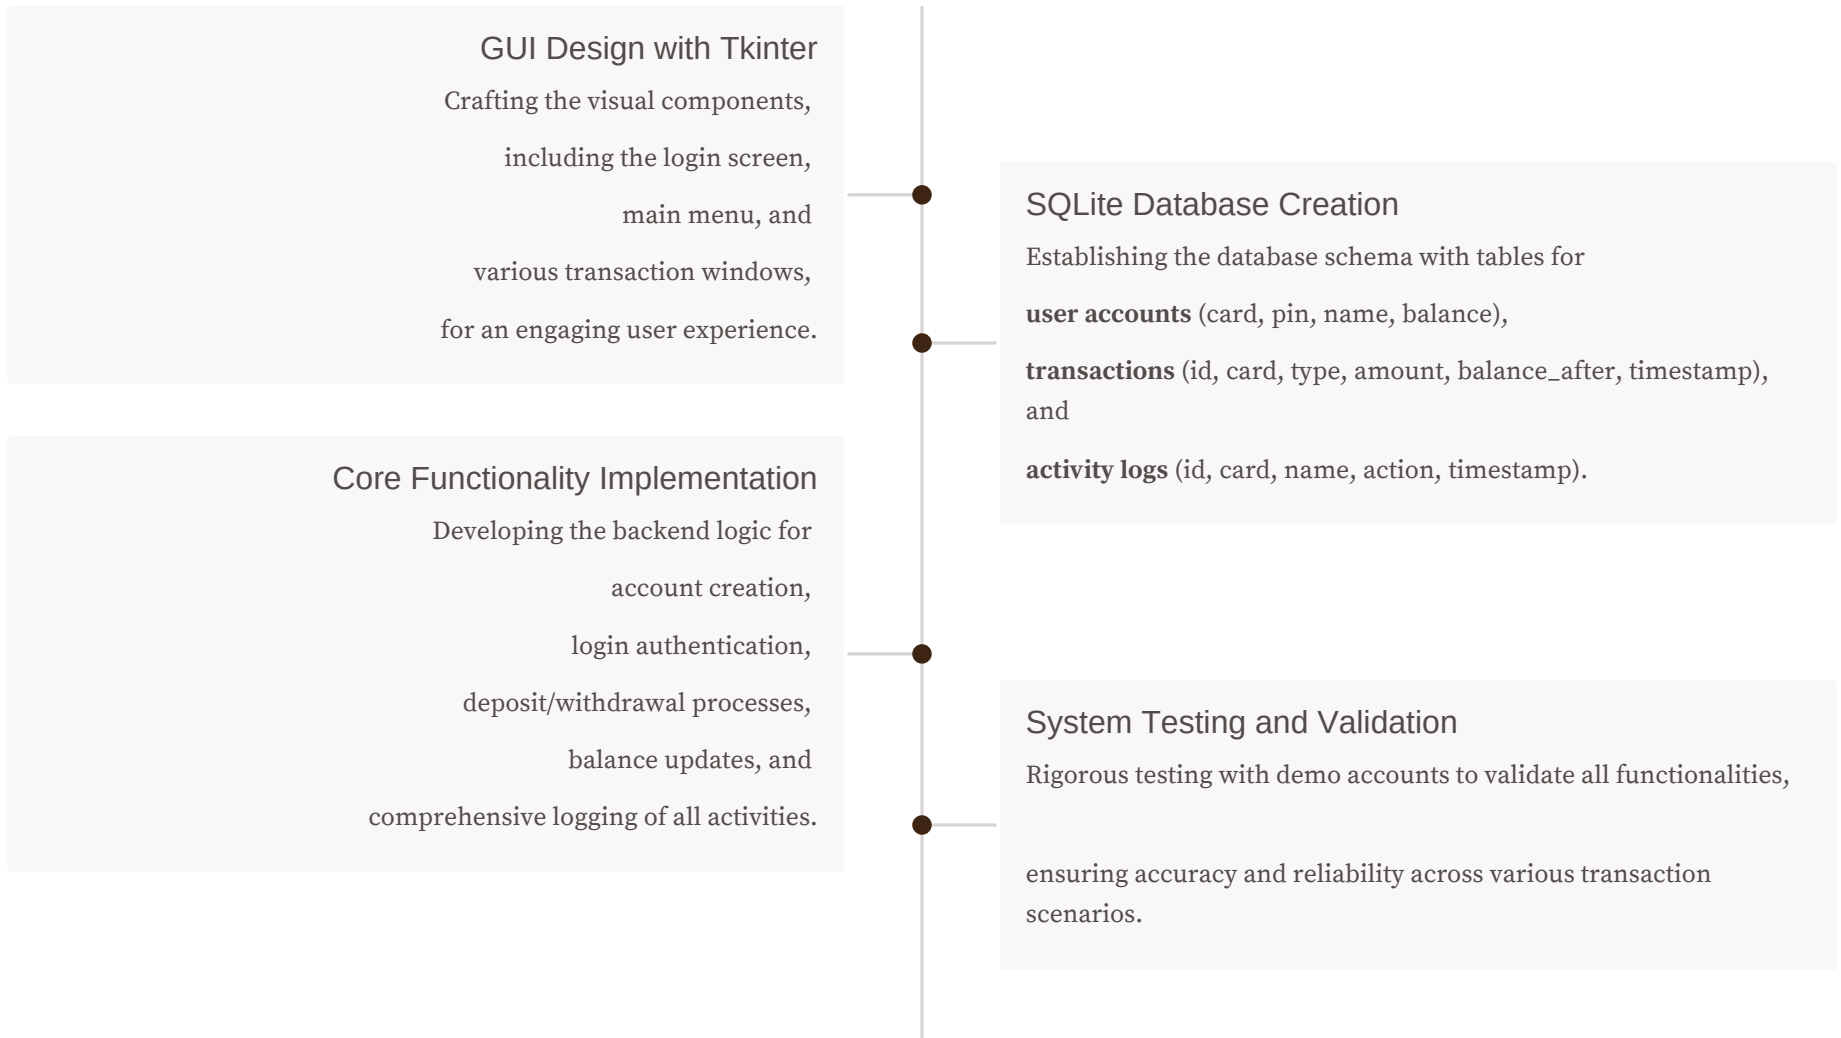 GUI Design with Tkinter
Crafting the visual components,
including the login screen,
main menu, and
various transaction windows,
for an engaging user experience.
SQLite Database Creation
Establishing the database schema with tables for
user accounts (card, pin, name, balance),
transactions (id, card, type, amount, balance_after, timestamp),
and
activity logs (id, card, name, action, timestamp).
Core Functionality Implementation
Developing the backend logic for
account creation,
login authentication,
deposit/withdrawal processes,
balance updates, and
comprehensive logging of all activities.
System Testing and Validation
Rigorous testing with demo accounts to validate all functionalities,
ensuring accuracy and reliability across various transaction
scenarios.